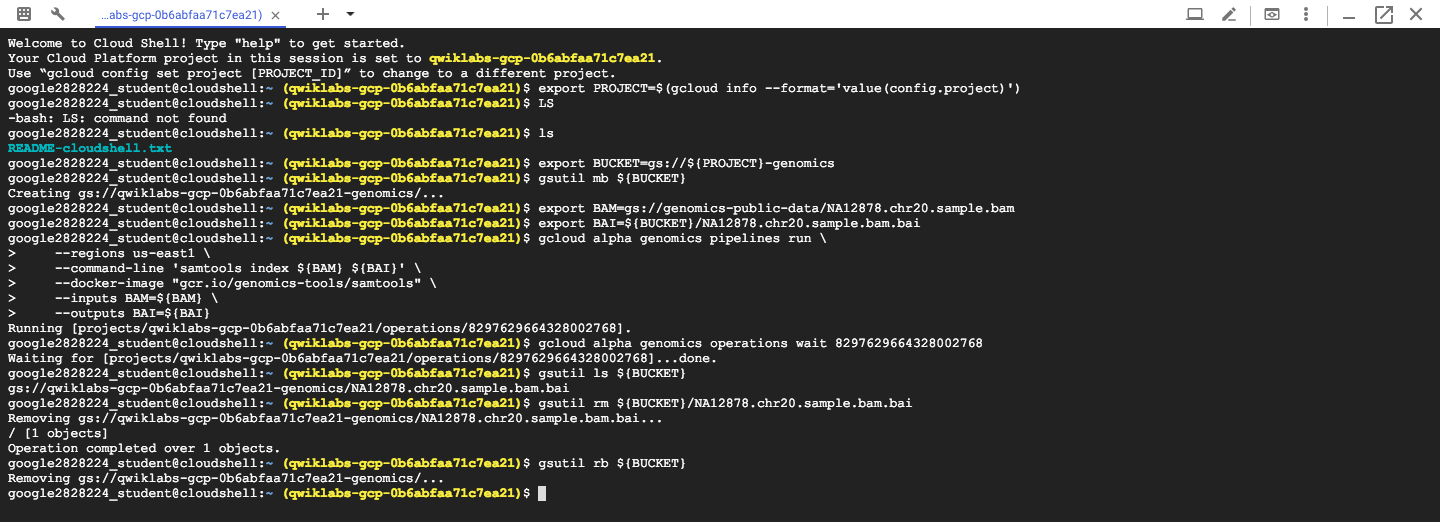 ...abs-gcp-0b6abfaa71c7ea21)
Welcome to Cloud Shell! Type "help" to get started.
Your Cloud Platform project in this session is set to qwiklabs-gcp-0b6abfaa71c7ea21.
Use “gcloud config set project [PROJECT_ID]” to change to a different project.
google2828224_student@cloudshell:~ (qwiklabs-gcp-0b6abfaa71c7ea21)$ export PROJECT=$(gcloud info --format='value(config.project)')
google2828224_student@cloudshell:~ (qwiklabs-gcp-0b6abfaa71c7ea21)$ LS
-bash: LS: command not found
google2828224_student@cloudshell:~ (qwiklabs-gcp-0b6abfaa71c7ea21)$ ls
README-cloudshell.txt
google2828224_student@cloudshell:~ (qwiklabs-gcp-0b6abfaa71c7ea21)$ export BUCKET=gs://${PROJECT}-genomics
google2828224_student@cloudshell:~ (qwiklabs-gcp-0b6abfaa71c7ea21)$ gsutil mb ${BUCKET}
Creating gs://qwiklabs-gcp-0b6abfaa71c7ea21-genomics/...
google2828224_student@cloudshell:~ (qwiklabs-gcp-0b6abfaa71c7ea21)$ export BAM=gs://genomics-public-data/NA12878.chr20.sample.bam
google2828224_student@cloudshell:~ (qwiklabs-gcp-0b6abfaa71c7ea21)$ export BAI=${BUCKET}/NA12878.chr20.sample.bam.bai
google2828224_student@cloudshell:~ (qwiklabs-gcp-0b6abfaa71c7ea21)$ gcloud alpha genomics pipelines run \
>     --regions us-east1 \
>     --command-line 'samtools index ${BAM} ${BAI}' \
>     --docker-image "gcr.io/genomics-tools/samtools" \
>     --inputs BAM=${BAM} \
>     --outputs BAI=${BAI}
Running [projects/qwiklabs-gcp-0b6abfaa71c7ea21/operations/8297629664328002768].
google2828224_student@cloudshell:~ (qwiklabs-gcp-0b6abfaa71c7ea21)$ gcloud alpha genomics operations wait 8297629664328002768
Waiting for [projects/qwiklabs-gcp-0b6abfaa71c7ea21/operations/8297629664328002768]...done.
google2828224_student@cloudshell:~ (qwiklabs-gcp-0b6abfaa71c7ea21)$ gsutil ls ${BUCKET}
gs://qwiklabs-gcp-0b6abfaa71c7ea21-genomics/NA12878.chr20.sample.bam.bai
google2828224_student@cloudshell:~ (qwiklabs-gcp-0b6abfaa71c7ea21)$ gsutil rm ${BUCKET}/NA12878.chr20.sample.bam.bai
Removing gs://qwiklabs-gcp-0b6abfaa71c7ea21-genomics/NA12878.chr20.sample.bam.bai...
/ [1 objects]
Operation completed over 1 objects.
google2828224_student@cloudshell:~ (qwiklabs-gcp-0b6abfaa71c7ea21)$ gsutil rb ${BUCKET}
Removing gs://qwiklabs-gcp-0b6abfaa71c7ea21-genomics/...
google2828224_student@cloudshell:~ (qwiklabs-gcp-0b6abfaa71c7ea21)$